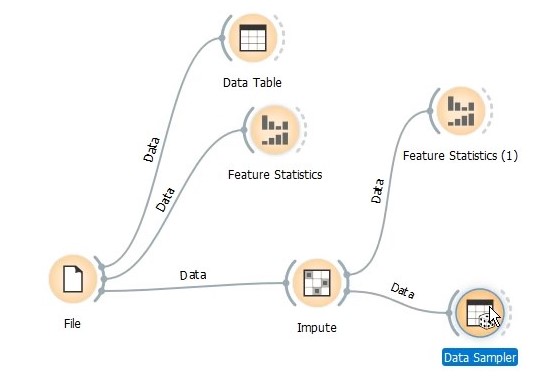 Data Table
Data
Feature Statistics
Data
Feature Statistics (1)
Data
Data
File
Impute
Data
Data Sampler